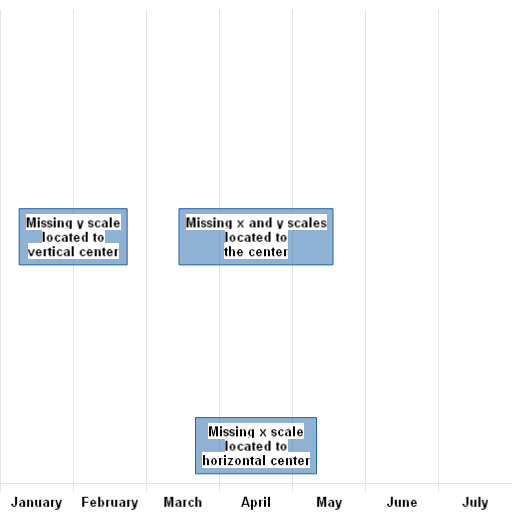 Missing y scale
located to
vertical center
Missing x and y scales
located to
the center
Missing x scale
located to
horizontal center
January February March April May June July